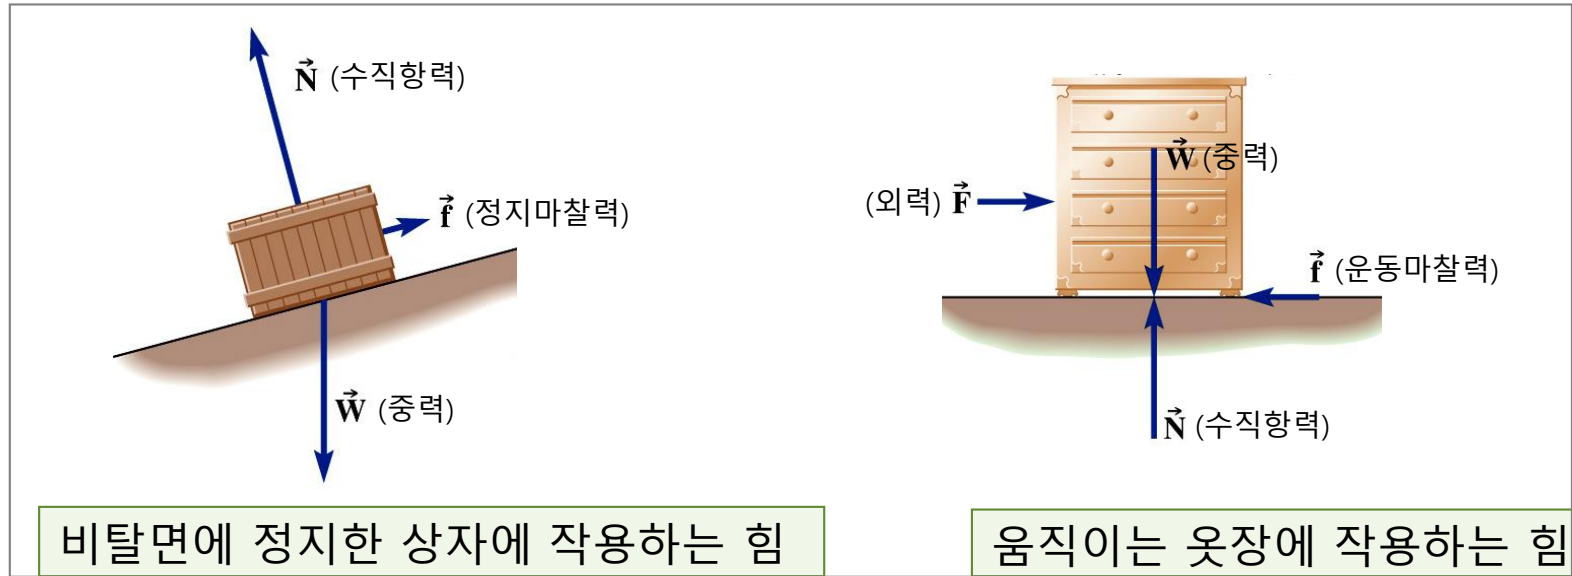 N (수직항력)
f (정지마찰력)
W (중력)
비탈면에 정지한 상자에 작용하는 힘
W (중력)
(외력) F
f (운동마찰력)
N (수직항력)
움직이는 옷장에 작용하는 힘